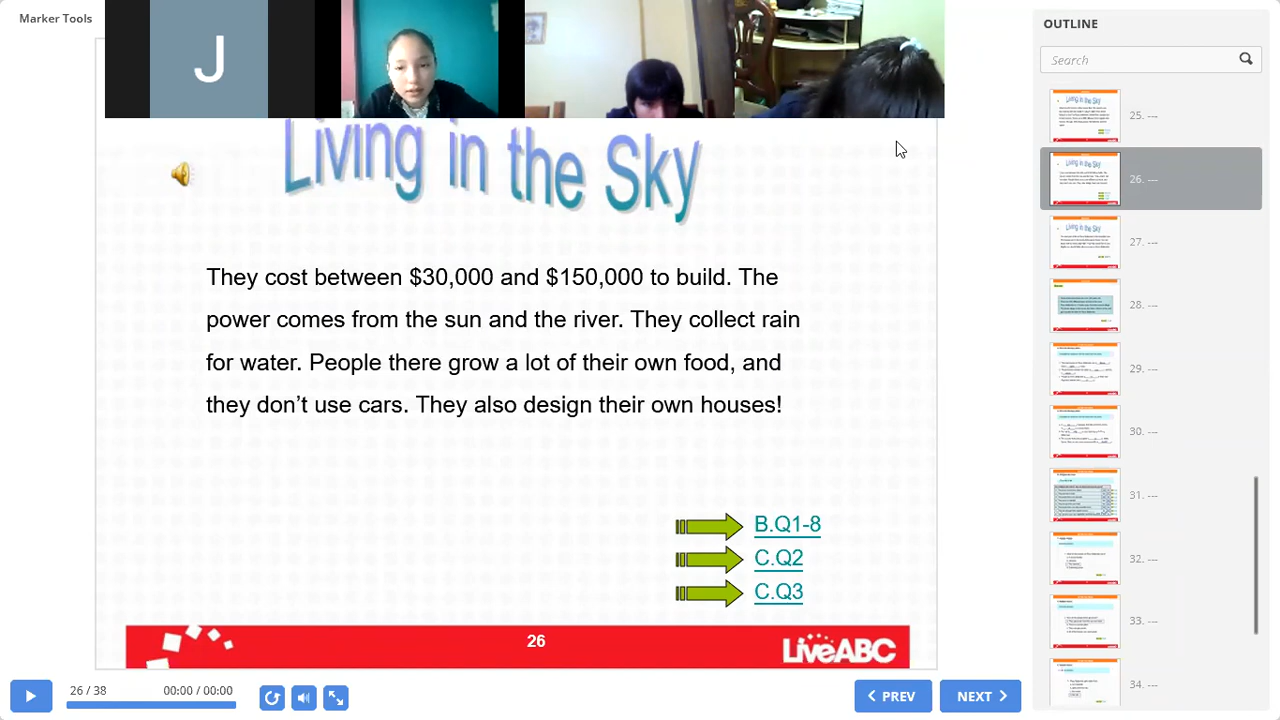 Marker Tools
OUTLINE
J
Search
Living in the Sky
25. ---
26. ---
They cost between $30,000 and $150,000 to build. The
27. ---
power comes from the sun and the river. They collect rain
28. ---
for water. People there grow a lot of their own food, and
29. ---
they don't use cars. They also design their own houses!
30. ---
31. ---
B.Q1-8
C.Q2
32. ---
C.Q3
33. ---
26
LiveABC
34. ---
26 / 38
00:00 / 00:00
PREV
NEXT